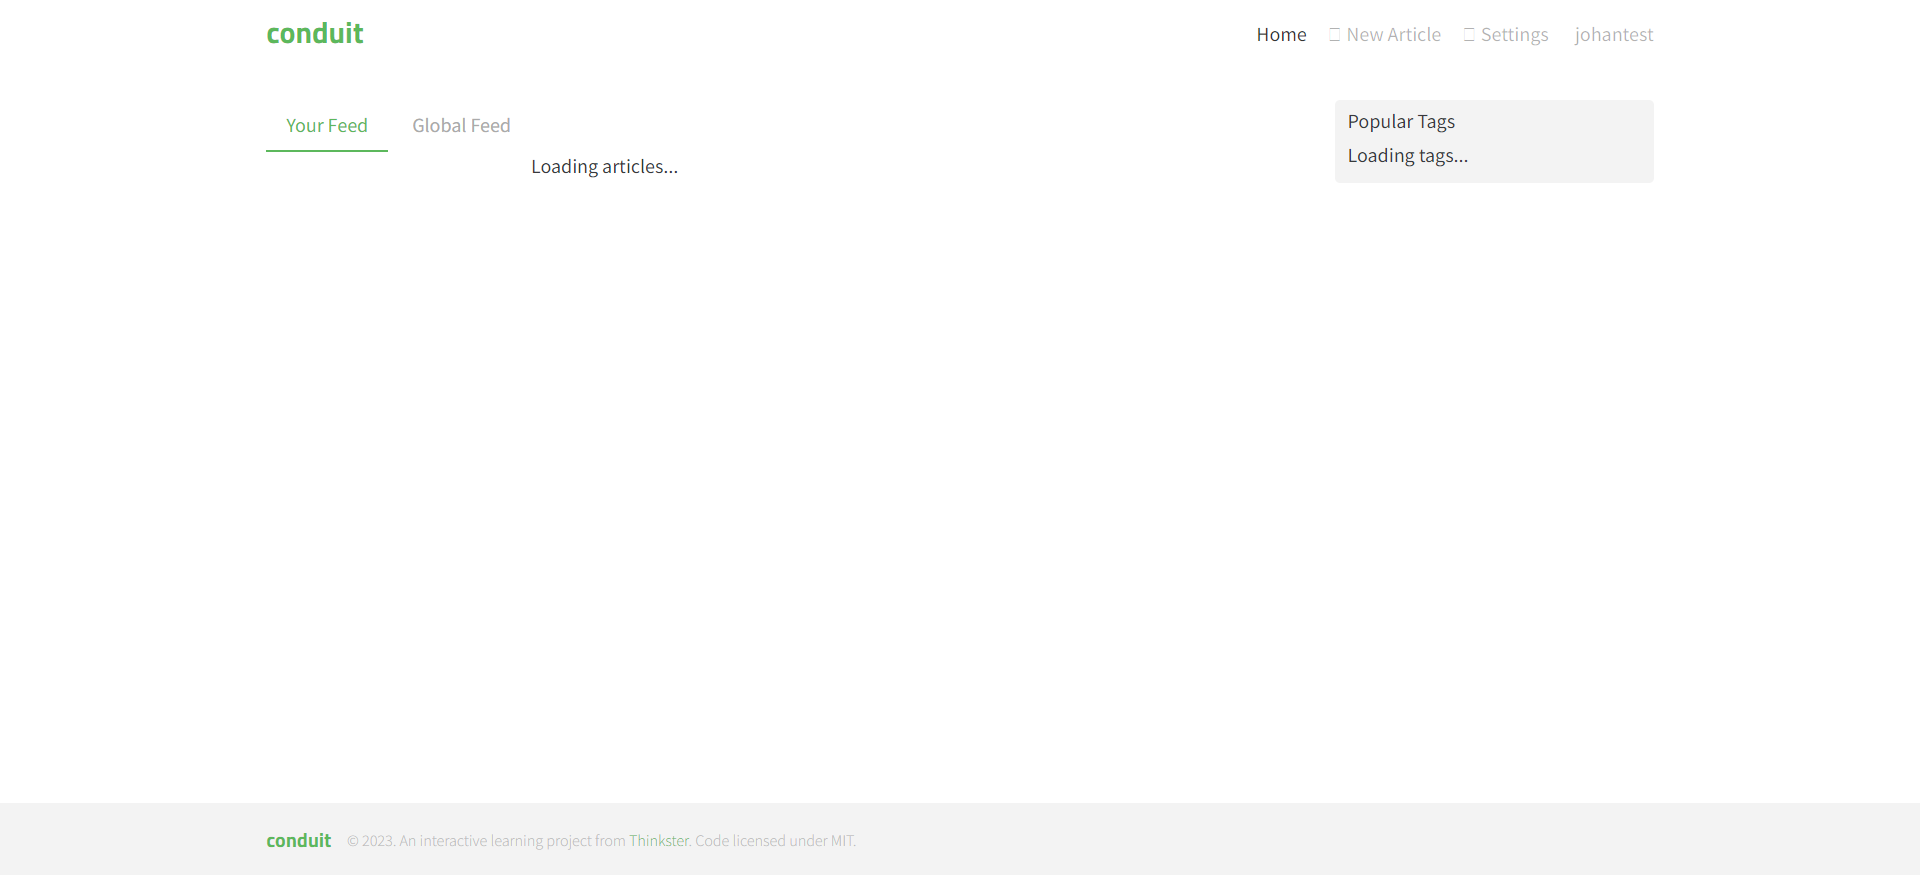 conduit
Home New Article Settings johantest
Your Feed Global Feed
Loading articles...
Popular Tags
Loading tags...
conduit © 2023. An interactive learning project from Thinkster. Code licensed under MIT.